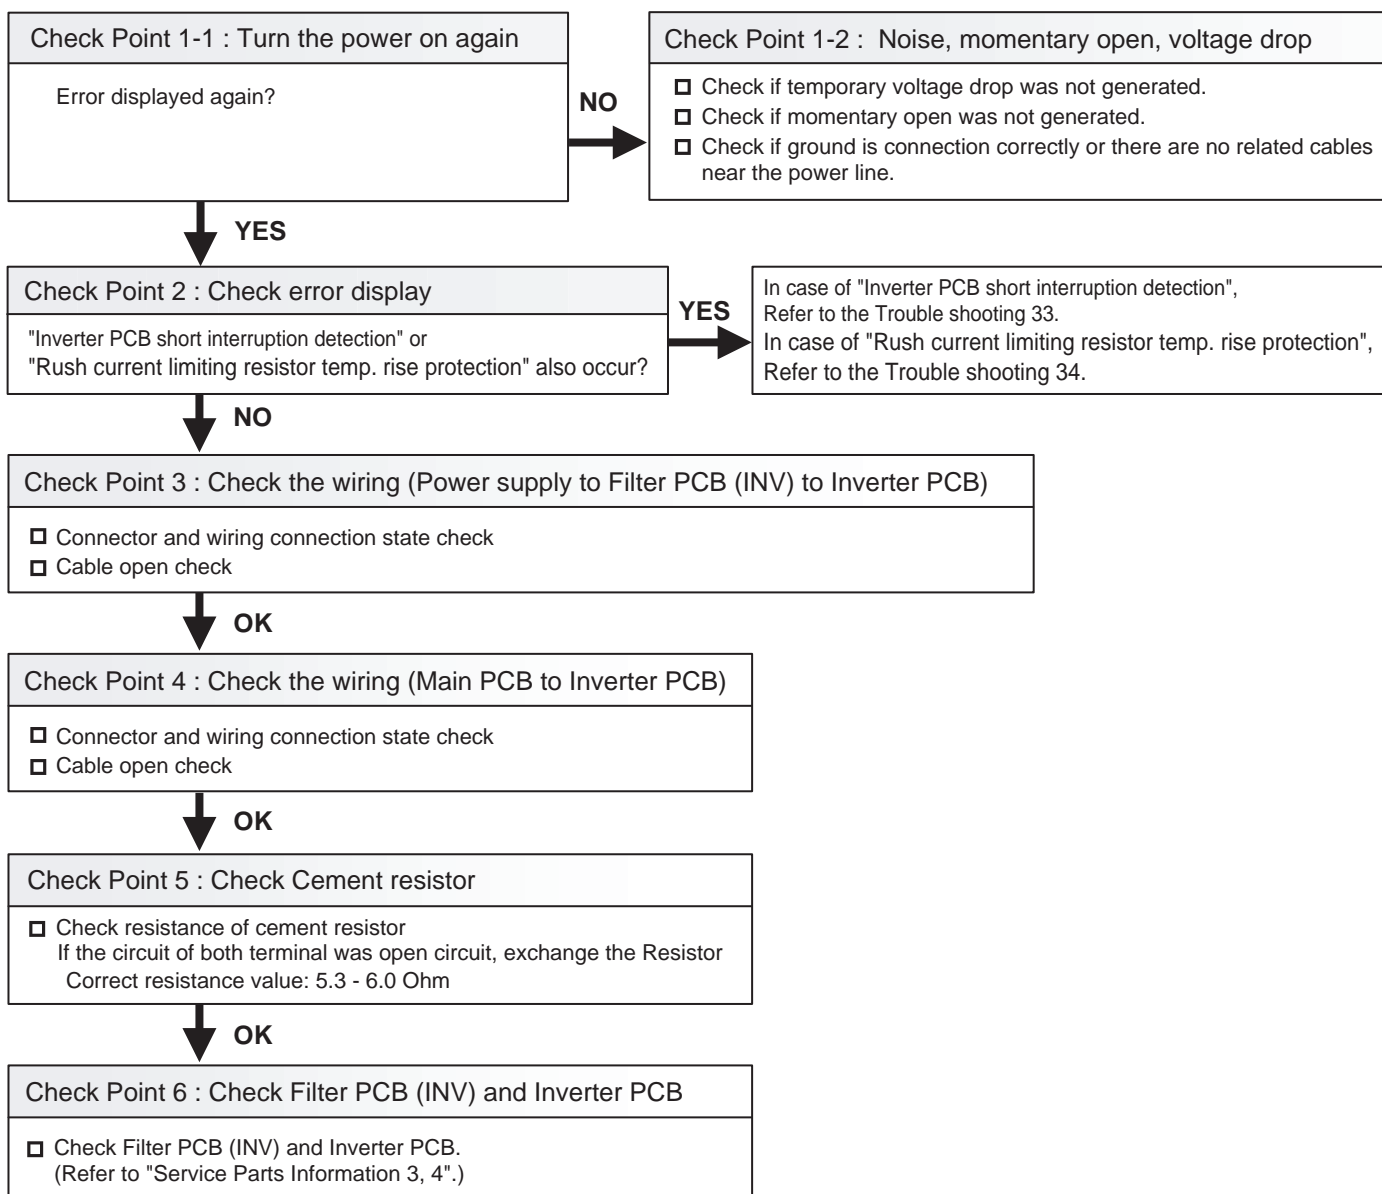 Check Point 1-1 : Turn the power on again
Error displayed again?
NO
Check Point 1-2 :  Noise, momentary open, voltage drop
Check if temporary voltage drop was not generated.
Check if momentary open was not generated.
Check if ground is connection correctly or there are no related cables
near the power line.
YES
Check Point 2 : Check error display
"Inverter PCB short interruption detection" or
"Rush current limiting resistor temp. rise protection" also occur?
YES
In case of "Inverter PCB short interruption detection",
Refer to the Trouble shooting 33.
In case of "Rush current limiting resistor temp. rise protection",
Refer to the Trouble shooting 34.
NO
Check Point 3 : Check the wiring (Power supply to Filter PCB (INV) to Inverter PCB)
Connector and wiring connection state check
Cable open check
OK
Check Point 4 : Check the wiring (Main PCB to Inverter PCB)
Connector and wiring connection state check
Cable open check
OK
Check Point 5 : Check Cement resistor
Check resistance of cement resistor
If the circuit of both terminal was open circuit, exchange the Resistor
Correct resistance value: 5.3 - 6.0 Ohm
OK
Check Point 6 : Check Filter PCB (INV) and Inverter PCB
Check Filter PCB (INV) and Inverter PCB.
(Refer to "Service Parts Information 3, 4".)